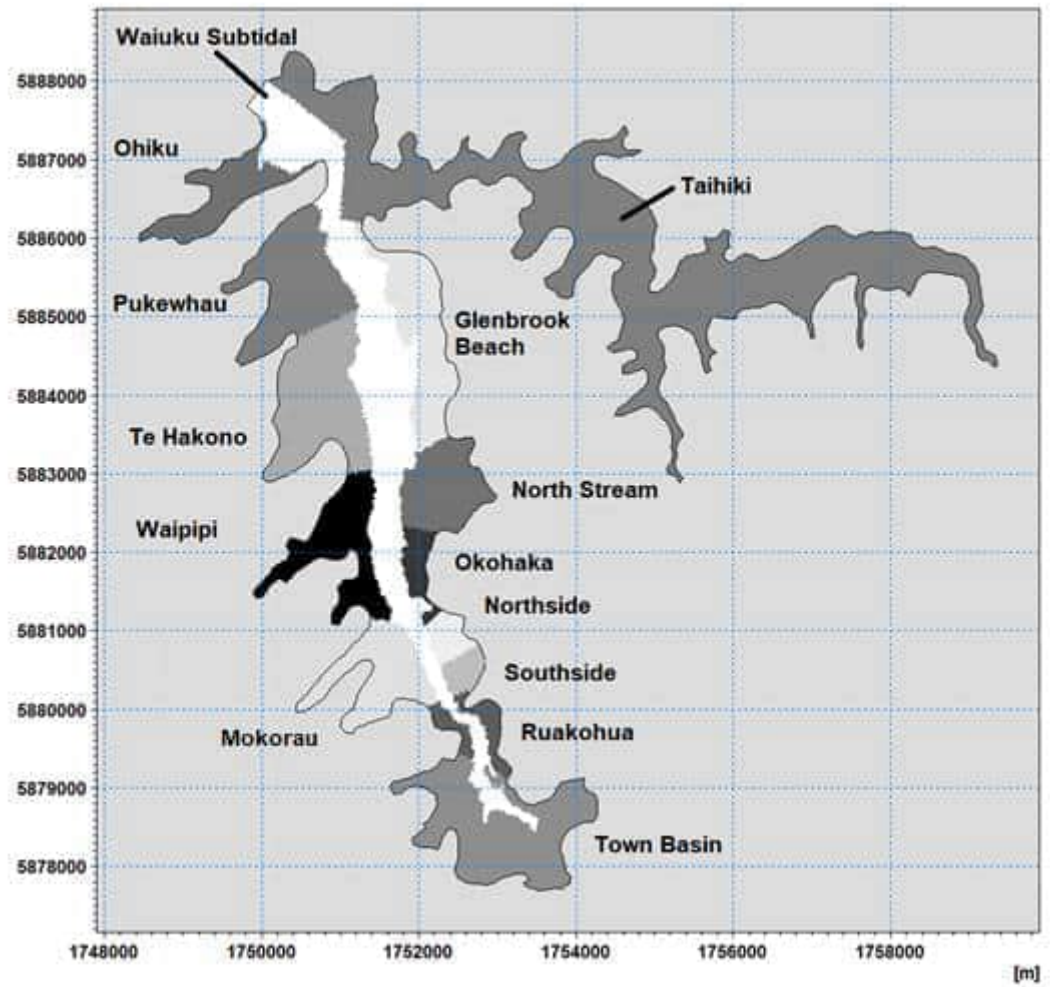 Waiuku Subtidal
5888000
Ohiku
5887000
Taihiki
5886000
Pukewhau
5885000
Glenbrook
Beach
5884000
Te Hakono
5883000
North Stream
Waipipi
5882000
Okohaka
Northside
5881000
Southside
5880000
Mokorau
Ruakohua
5879000
Town Basin
5878000
1748000 1750000 1752000 1754000 1756000 1758000
[m]